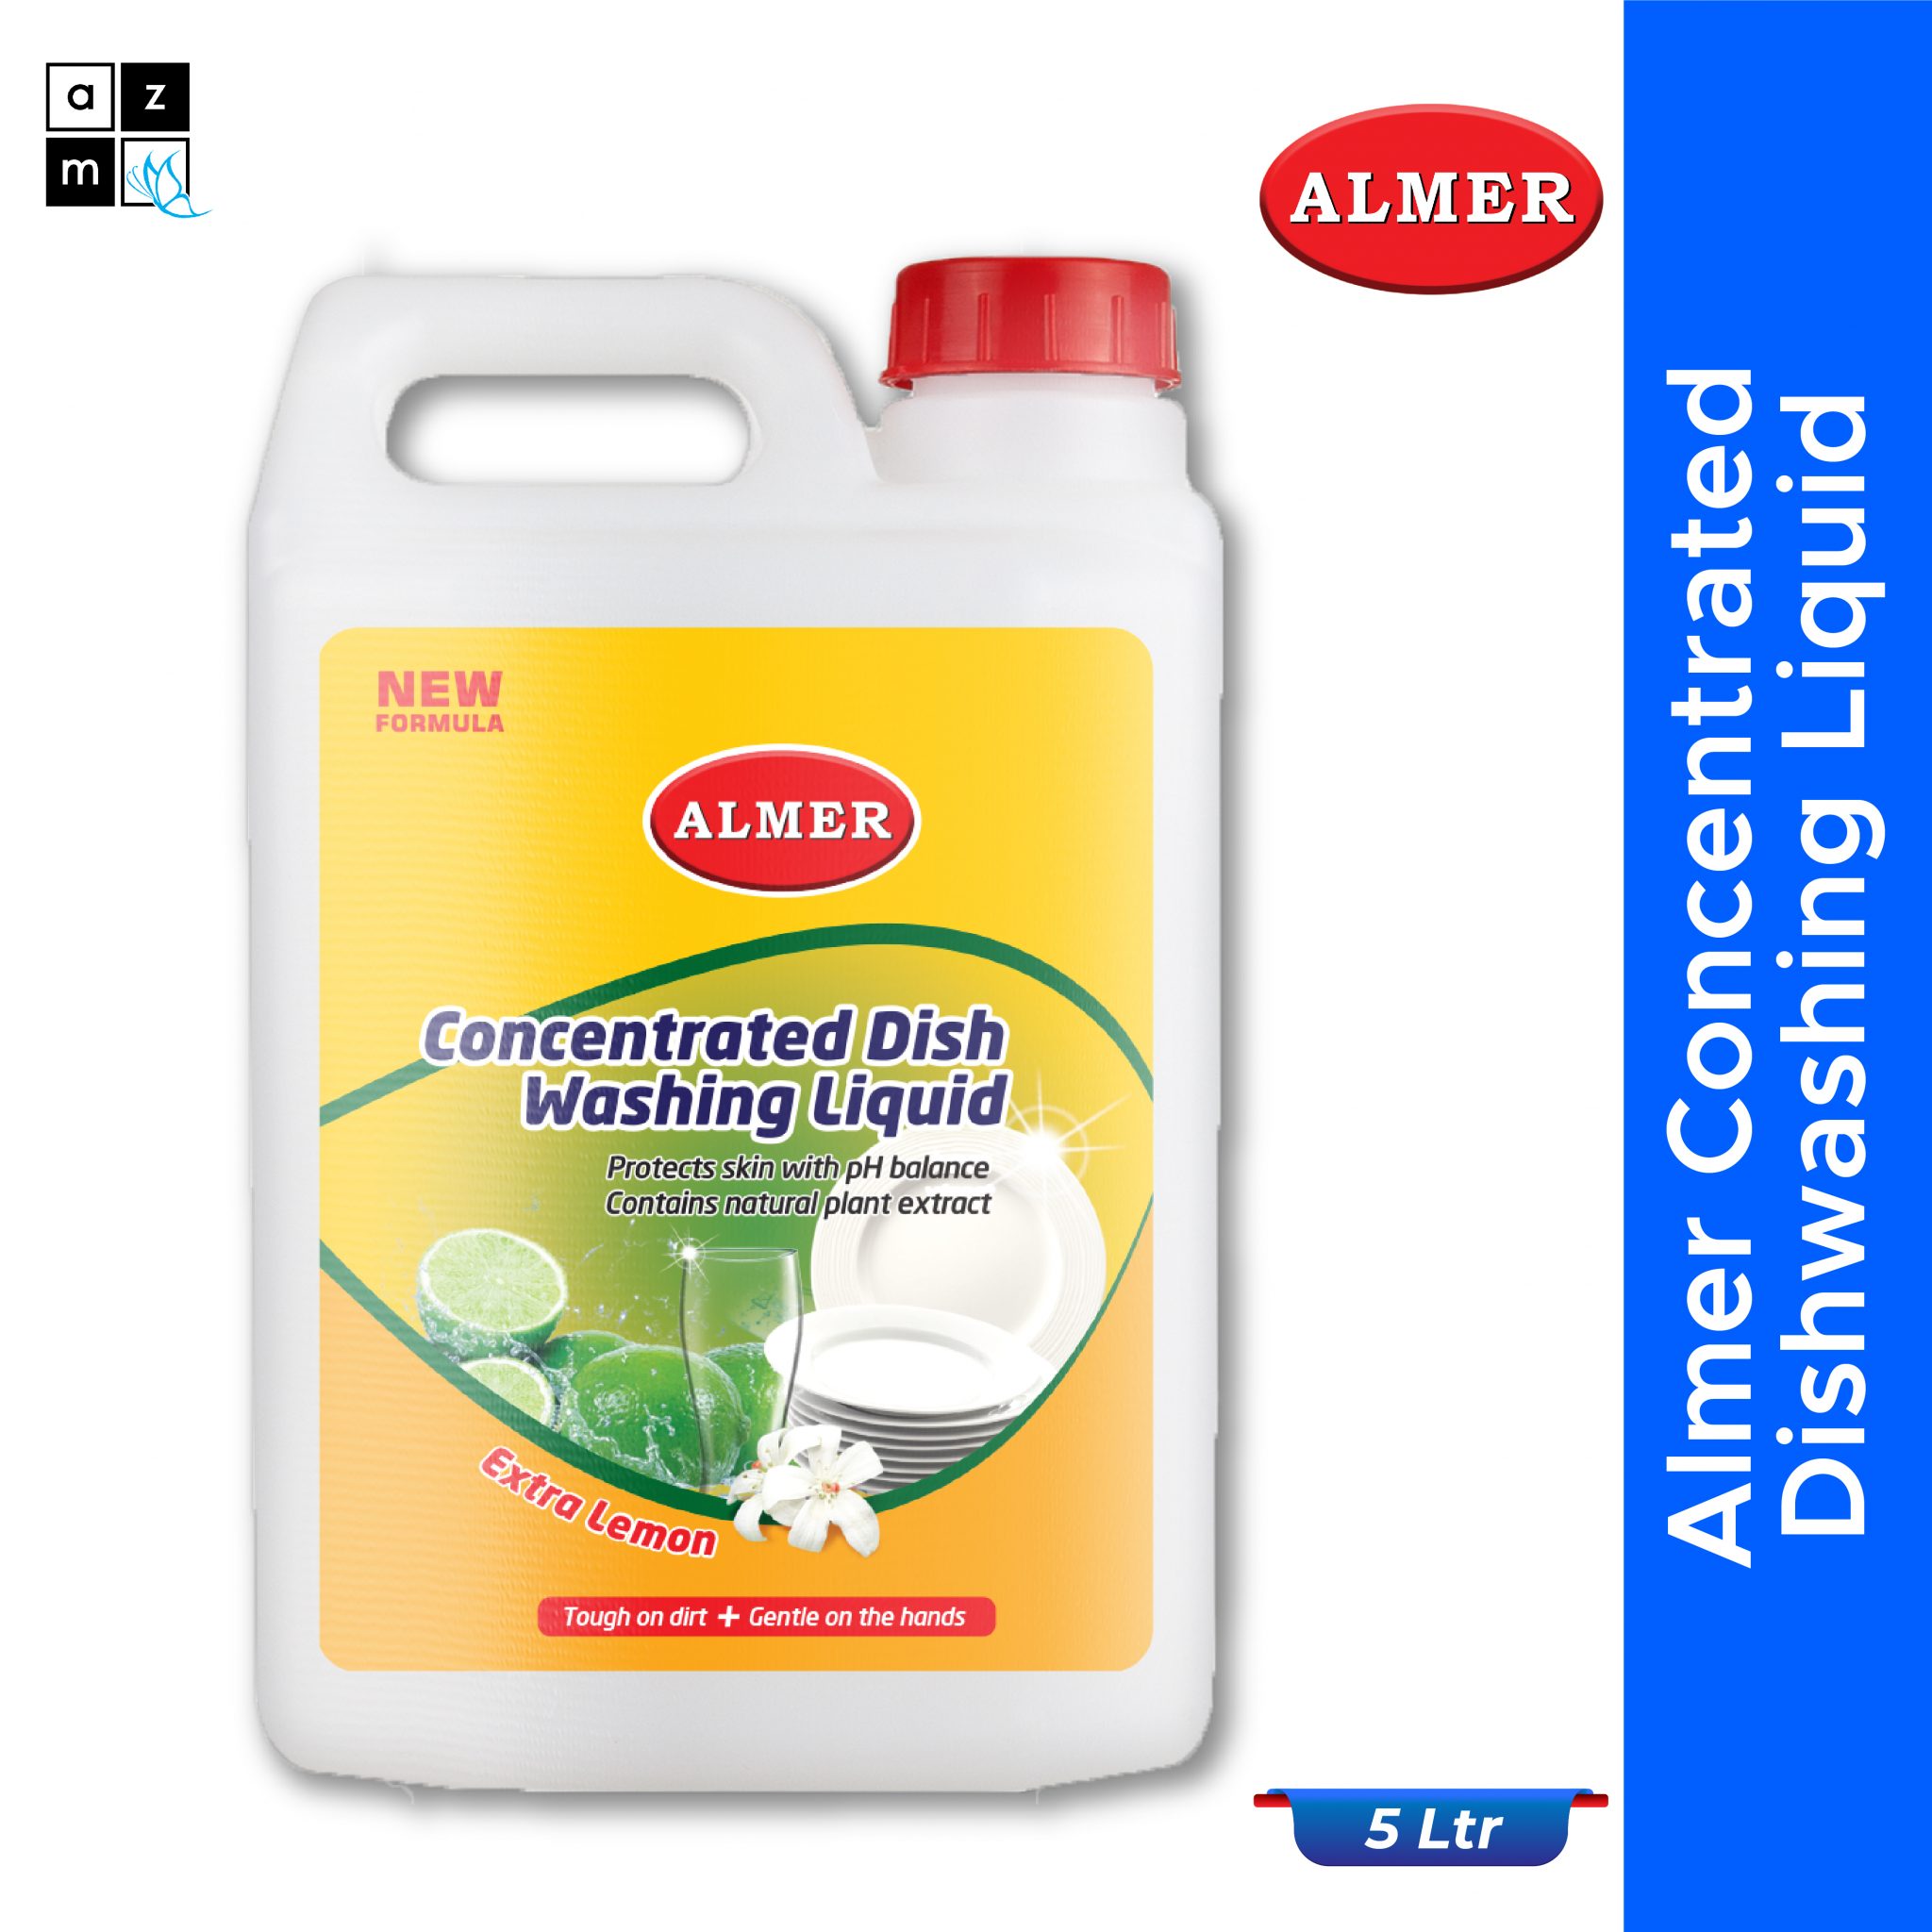 a z
m
ALMER
NEW
FORMULA
ALMER
Concentrated Dish
Washing Liquid
Protects skin with pH balance
Contains natural plant extract
Extra Lemon
Tough on dirt + Gentle on the hands
5 Ltr
Almer Concentrated
Dishwashing Liquid